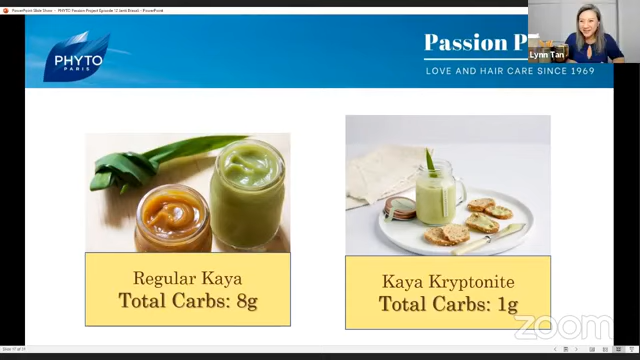 PowerPoint Slide Show - PHYTO Passion Project Episode 12 (with Bread) - PowerPoint
PHYTO
PARIS
Passion P
Lynn Tan
LOVE AND HAIR CARE SINCE 1969
Regular Kaya
Total Carbs: 8g
Kaya Kryptonite
Total Carbs: 1g
zoom